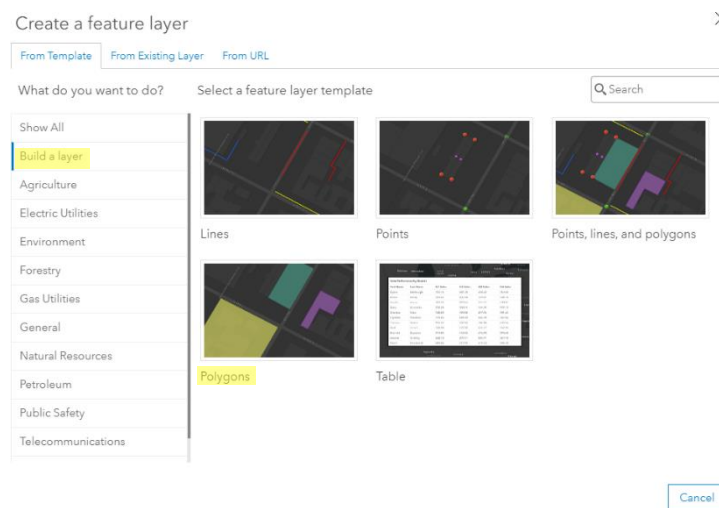 Create a feature layer
From Template From Existing Layer From URL
What do you want to do?
Select a feature layer template
Search
Show All
Build a layer
Agriculture
Electric Utilities
Environment
Forestry
Gas Utilities
General
Natural Resources
Petroleum
Public Safety
Telecommunications
Lines
Points
Points, lines, and polygons
Polygons
Table
Cancel